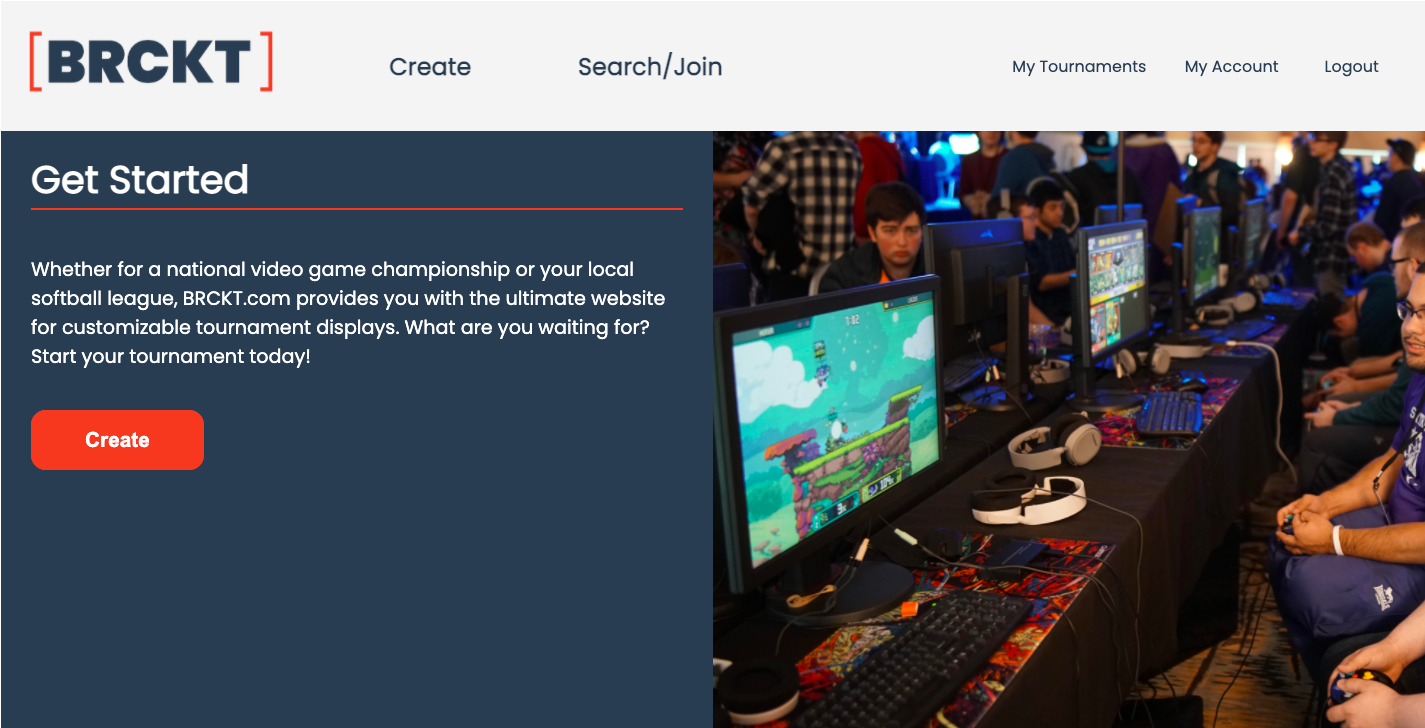 [BRCKT]
Create
Search/Join
My Tournaments
My Account
Logout
Get Started
Whether for a national video game championship or your local
softball league, BRCKT.com provides you with the ultimate website
for customizable tournament displays. What are you waiting for?
Start your tournament today!
Create
7:02